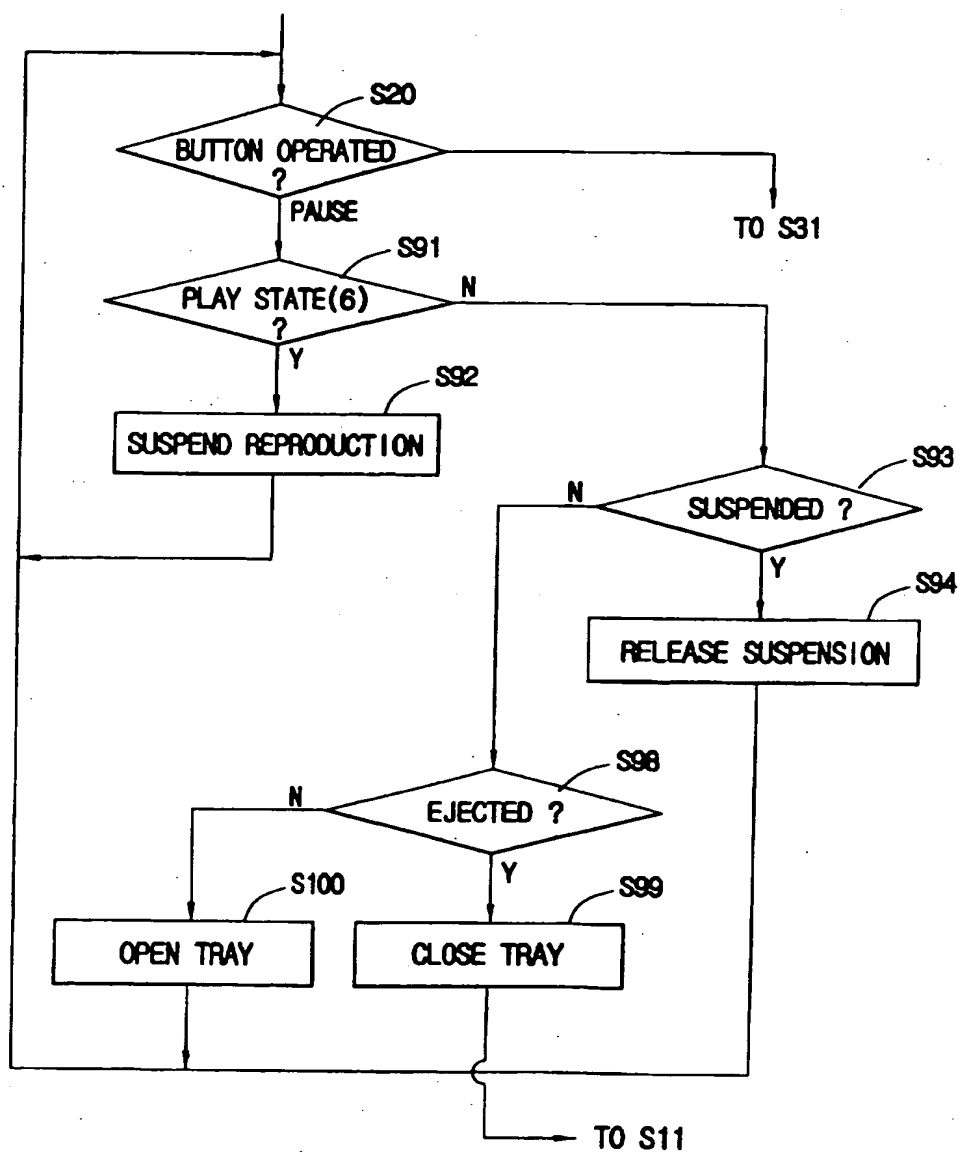 S20
BUTTON OPERATED
?
PAUSE
TO S31
S91
PLAY STATE(6)
?
N
Y
S92
SUSPEND REPRODUCTION
S93
SUSPENDED ?
N
Y
S94
RELEASE SUSPENSION
S98
EJECTED ?
N
Y
S100
OPEN TRAY
S99
CLOSE TRAY
TO S11